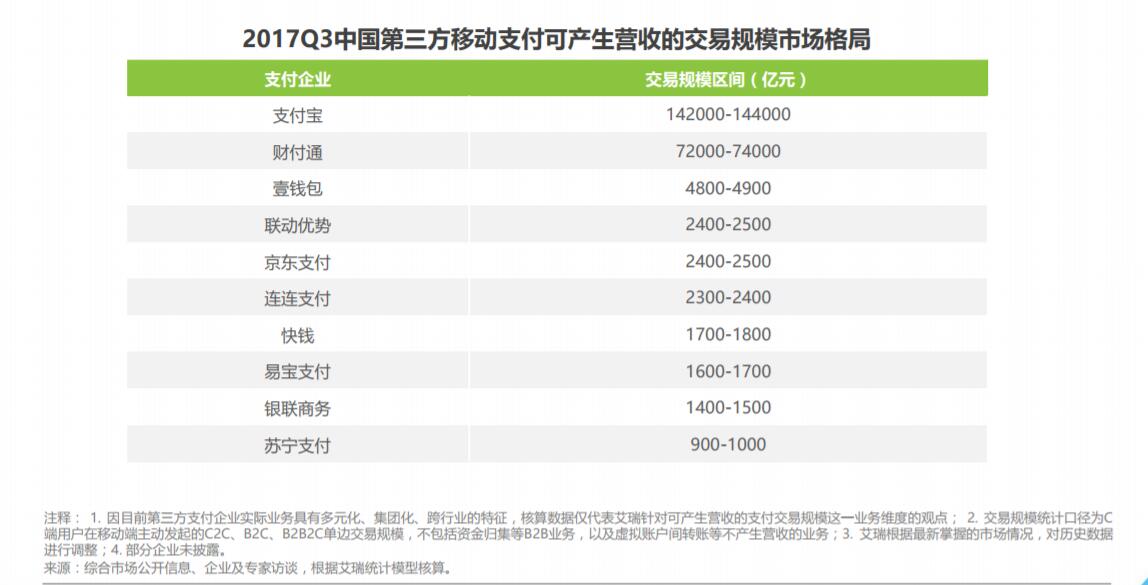 2017Q3中国第三方移动支付可产生营收的交易规模市场格局
支付企业 交易规模区间（亿元）
支付宝 142000-144000
财付通 72000-74000
壹钱包 4800-4900
联动优势 2400-2500
京东支付 2400-2500
连连支付 2300-2400
快钱 1700-1800
易宝支付 1600-1700
银联商务 1400-1500
苏宁支付 900-1000
注释： 1. 因目前第三方支付企业实际业务具有多元化、集团化、跨行业的特征，核算数据仅代表艾瑞针对可产生营收的支付交易规模这一业务维度的观点； 2. 交易规模统计口径为C
端用户在移动端主动发起的C2C、B2C、B2B2C单边交易规模，不包括资金归集等B2B业务，以及虚拟账户间转账等不产生营收的业务；3. 艾瑞根据最新掌握的市场情况，对历史数据
进行调整；4. 部分企业未披露。
来源：综合市场公开信息、企业及专家访谈，根据艾瑞统计模型核算。